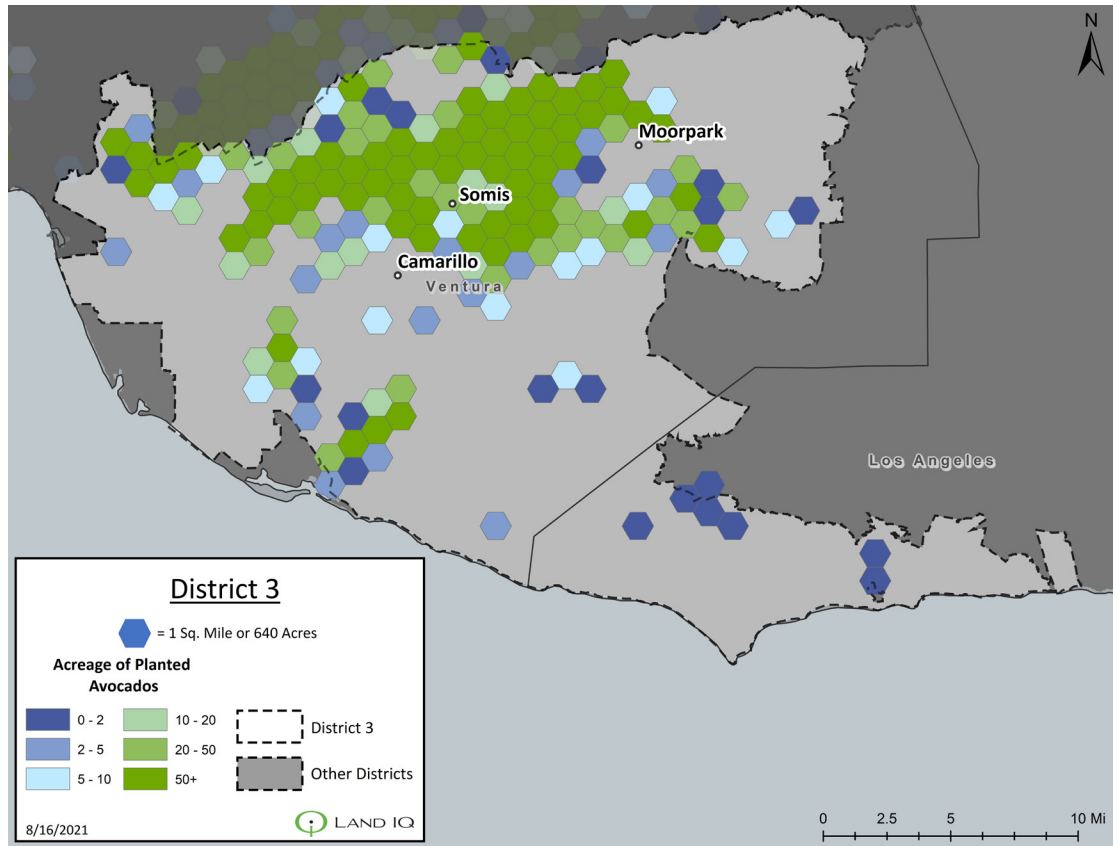 N
Moorpark
Somis
Camarillo
Ventura
Los Angeles
District 3
= 1 Sq. Mile or 640 Acres
Acreage of Planted
Avocados
0 - 2
10 - 20
District 3
2 - 5
20 - 50
5 - 10
50+
Other Districts
8/16/2021
LAND IQ
0 2.5 5 10 Mi